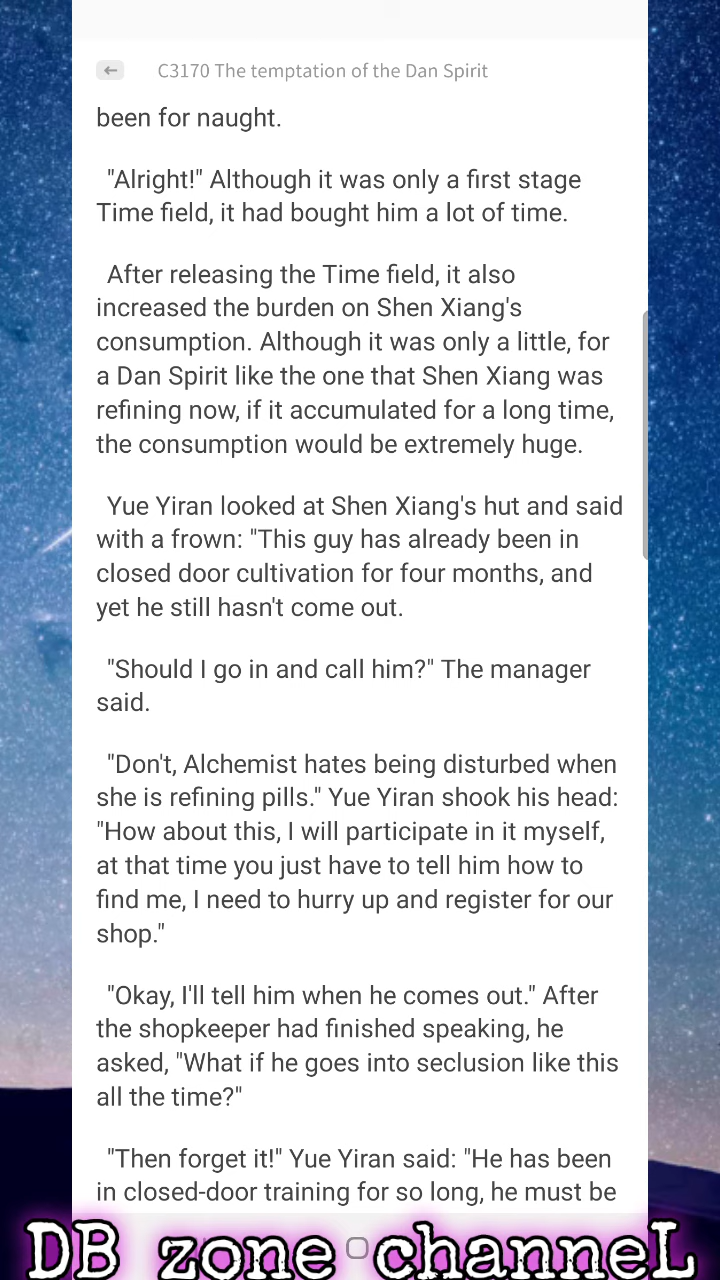 ← C3170 The temptation of the Dan Spirit
been for naught.
"Alright!" Although it was only a first stage
Time field, it had bought him a lot of time.
After releasing the Time field, it also
increased the burden on Shen Xiang's
consumption. Although it was only a little, for
a Dan Spirit like the one that Shen Xiang was
refining now, if it accumulated for a long time,
the consumption would be extremely huge.
Yue Yiran looked at Shen Xiang's hut and said
with a frown: "This guy has already been in
closed door cultivation for four months, and
yet he still hasn't come out.
"Should I go in and call him?" The manager
said.
"Don't, Alchemist hates being disturbed when
she is refining pills." Yue Yiran shook his head:
"How about this, I will participate in it myself,
at that time you just have to tell him how to
find me, I need to hurry up and register for our
shop."
"Okay, I'll tell him when he comes out." After
the shopkeeper had finished speaking, he
asked, "What if he goes into seclusion like this
all the time?"
"Then forget it!" Yue Yiran said: "He has been
in closed-door training for so long, he must be
DB zone channeL